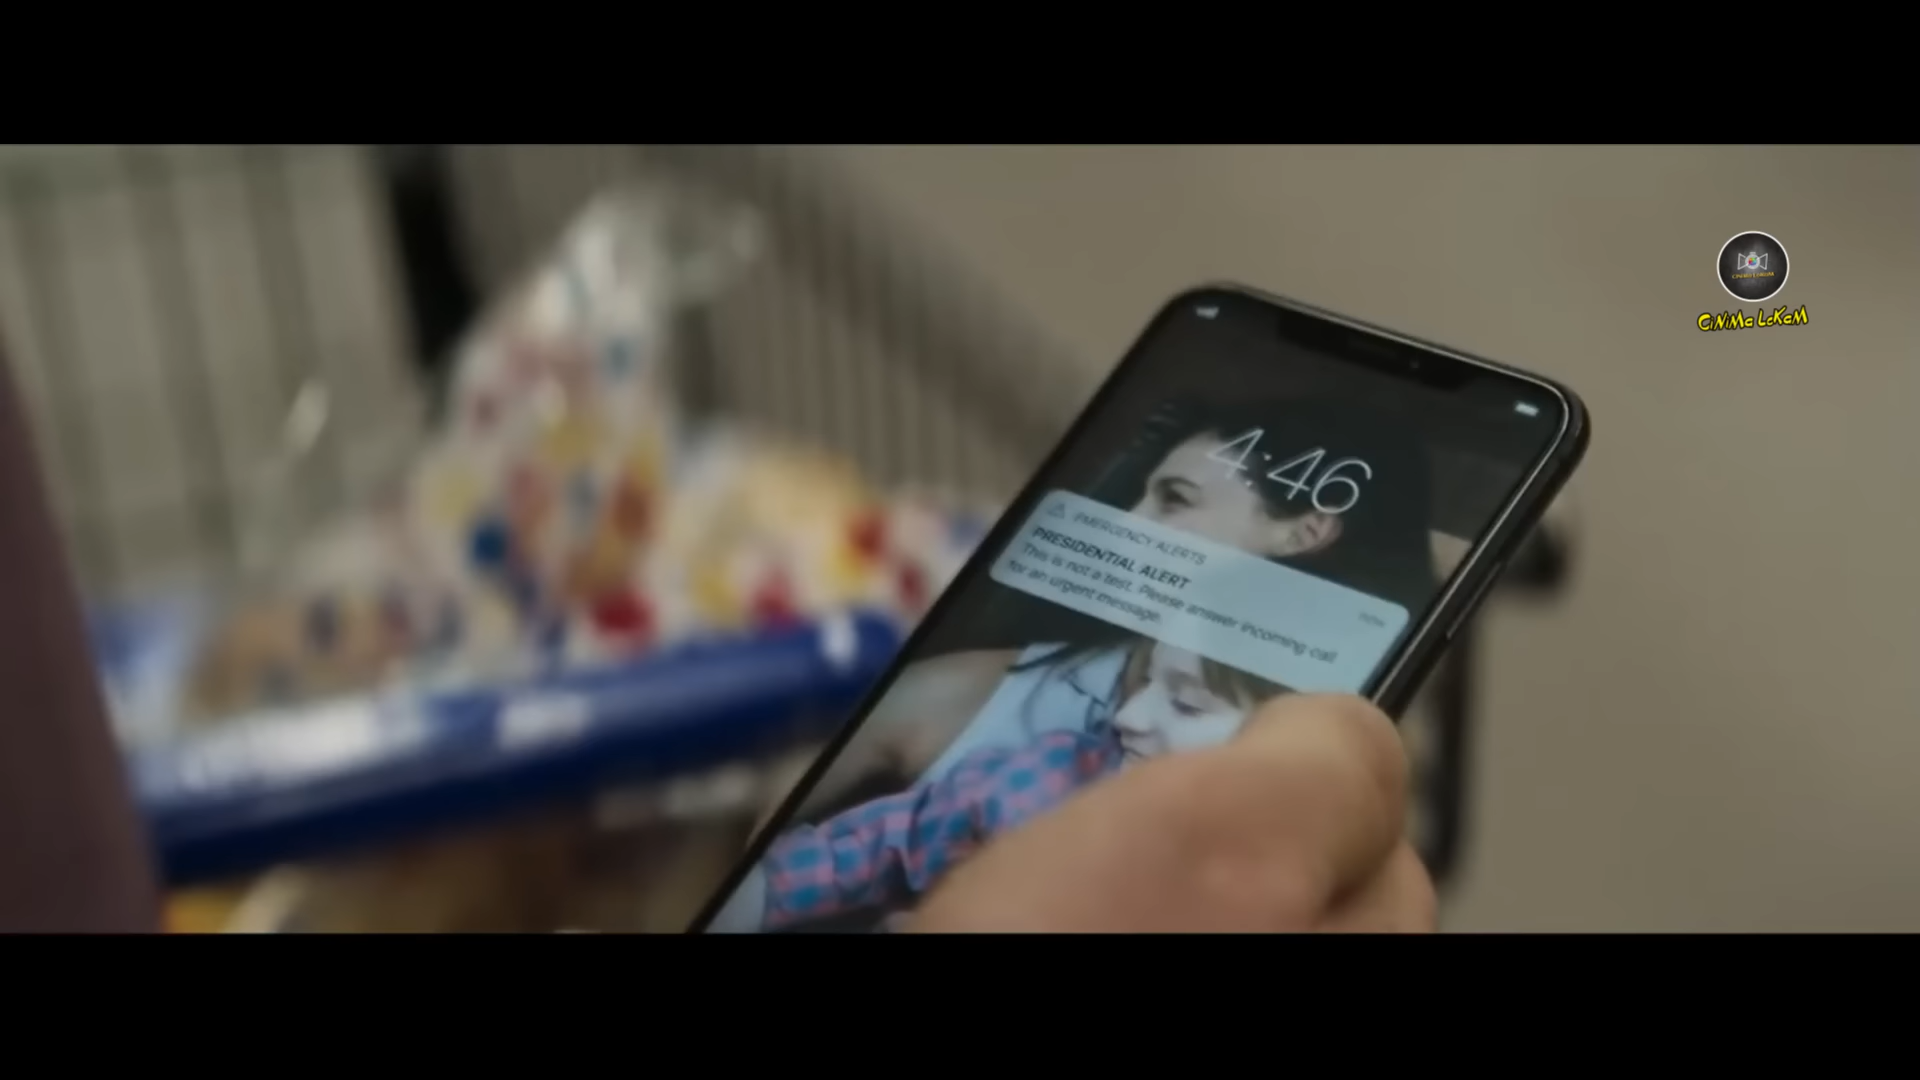 4:46
EMERGENCY ALERTS
now
PRESIDENTIAL ALERT
This is not a test. Please answer incoming call
for an urgent message.
CiNiMa LoKaM